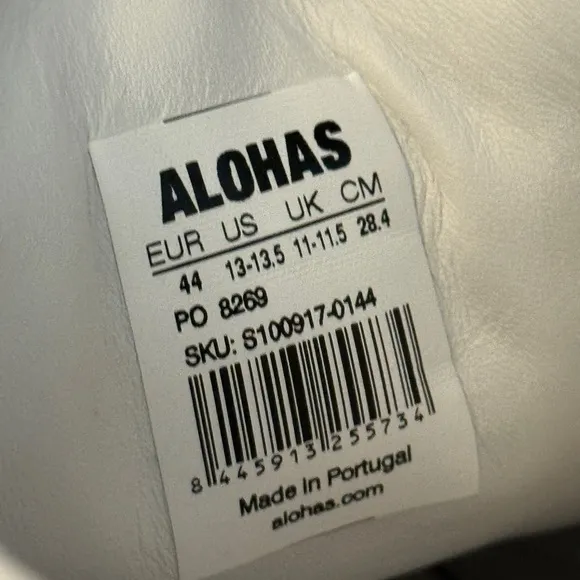 ALOHAS
EUR US UK CM
44 13-13.5 11-11.5 28.4
PO 8269
SKU: S100917-0144
8 445913 255734
Made in Portugal
alohas.com